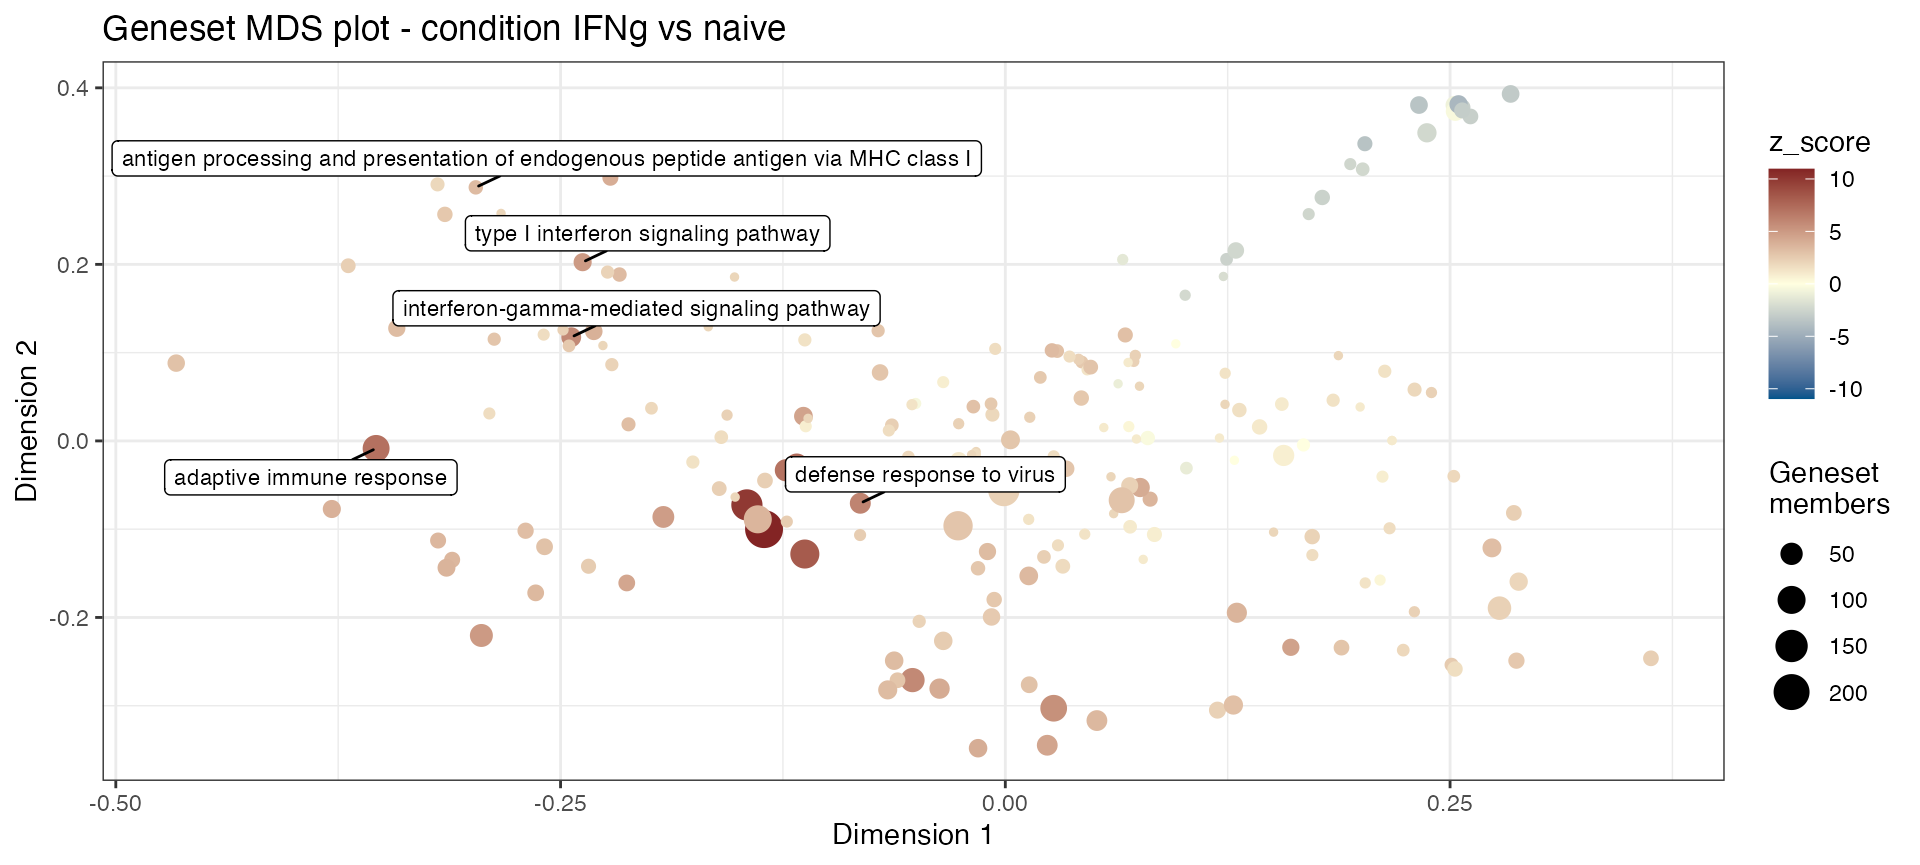 Geneset MDS plot - condition IFNg vs naive
Dimension 2
0.4
0.2
0.0
-0.2
antigen processing and presentation of endogenous peptide antigen via MHC class I
type I interferon signaling pathway
interferon-gamma-mediated signaling pathway
adaptive immune response
defense response to virus
-0.50
-0.25
0.00
0.25
Dimension 1
z_score
10
5
0
-5
-10
Geneset
members
50
100
150
200